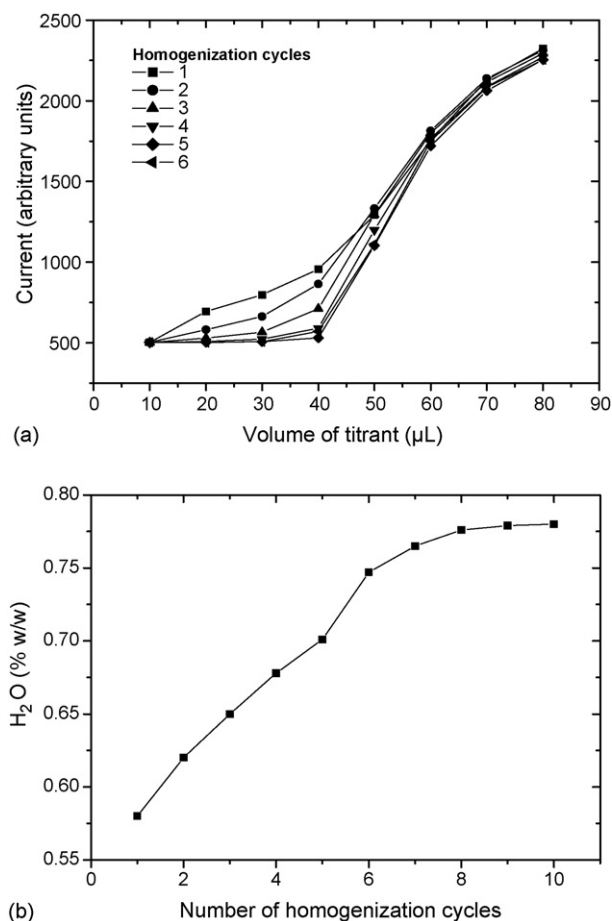 2500
2000
1500
1000
500
Current (arbitrary units)
Homogenization cycles
1
2
3
4
5
6
0 10 20 30 40 50 60 70 80 90
Volume of titrant (µL)
(a)
0.80
0.75
0.70
0.65
0.60
0.55
H₂O (% w/w)
0 2 4 6 8 10
Number of homogenization cycles
(b)